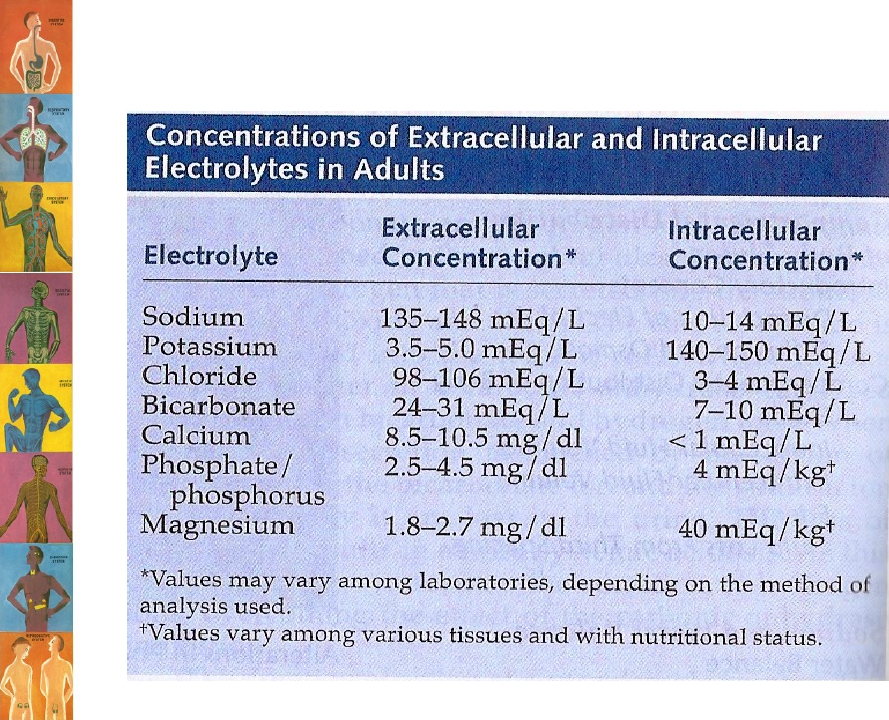 Concentrations of Extracellular and Intracellular
Electrolytes in Adults
Electrolyte Extracellular Concentration* Intracellular Concentration*
Sodium 135–148 mEq/L 10–14 mEq/L
Potassium 3.5–5.0 mEq/L 140–150 mEq/L
Chloride 98–106 mEq/L 3–4 mEq/L
Bicarbonate 24–31 mEq/L 7–10 mEq/L
Calcium 8.5–10.5 mg/dl <1 mEq/L
Phosphate/ 2.5–4.5 mg/dl 4 mEq/kg†
phosphorus
Magnesium 1.8–2.7 mg/dl 40 mEq/kg†
*Values may vary among laboratories, depending on the method of
analysis used.
†Values vary among various tissues and with nutritional status.